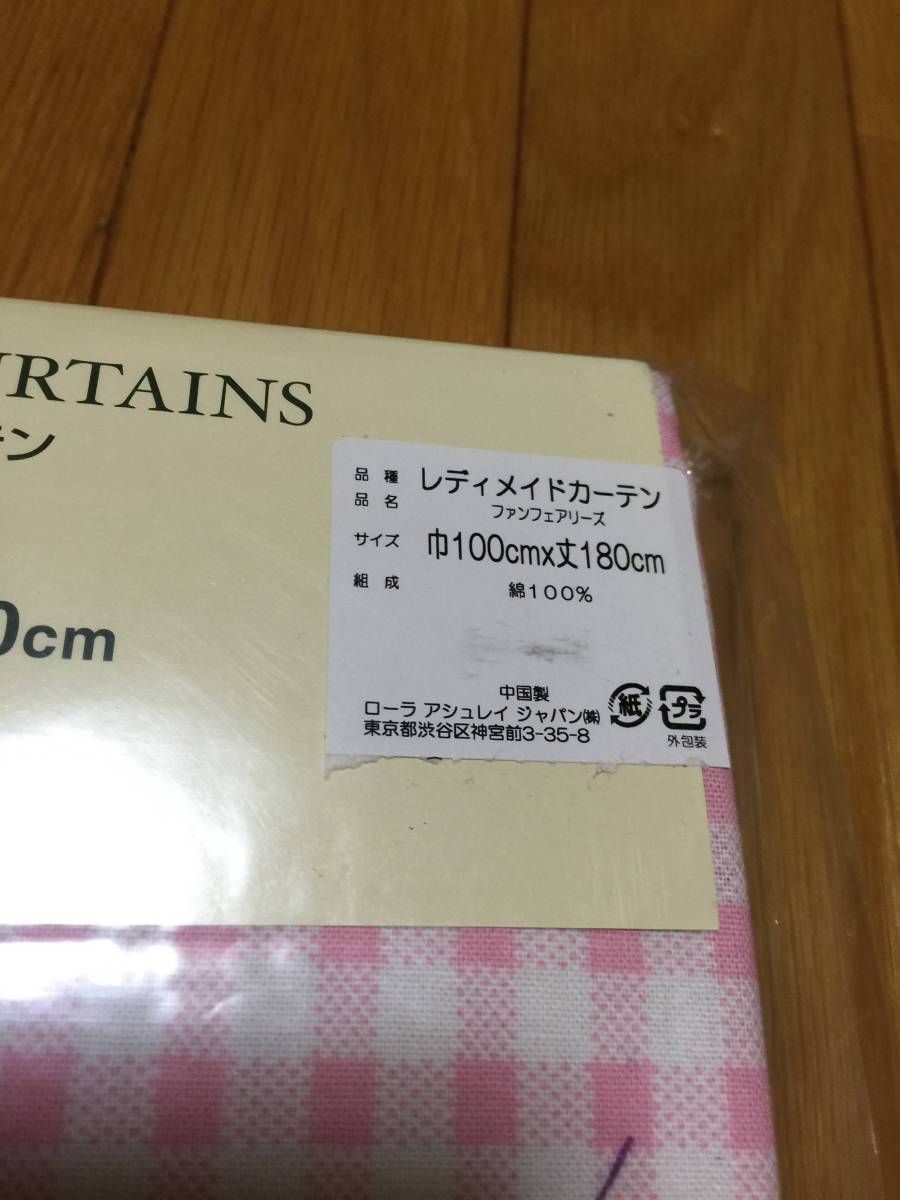 URTAINS
テン
0cm
品種 レディメイドカーテン
品名 ファンフェアリーズ
サイズ 巾100cmx丈180cm
組成 綿100%
中国製
ローラ アシュレイ ジャパン㈱
東京都渋谷区神宮前3-35-8
紙
プラ
外包装